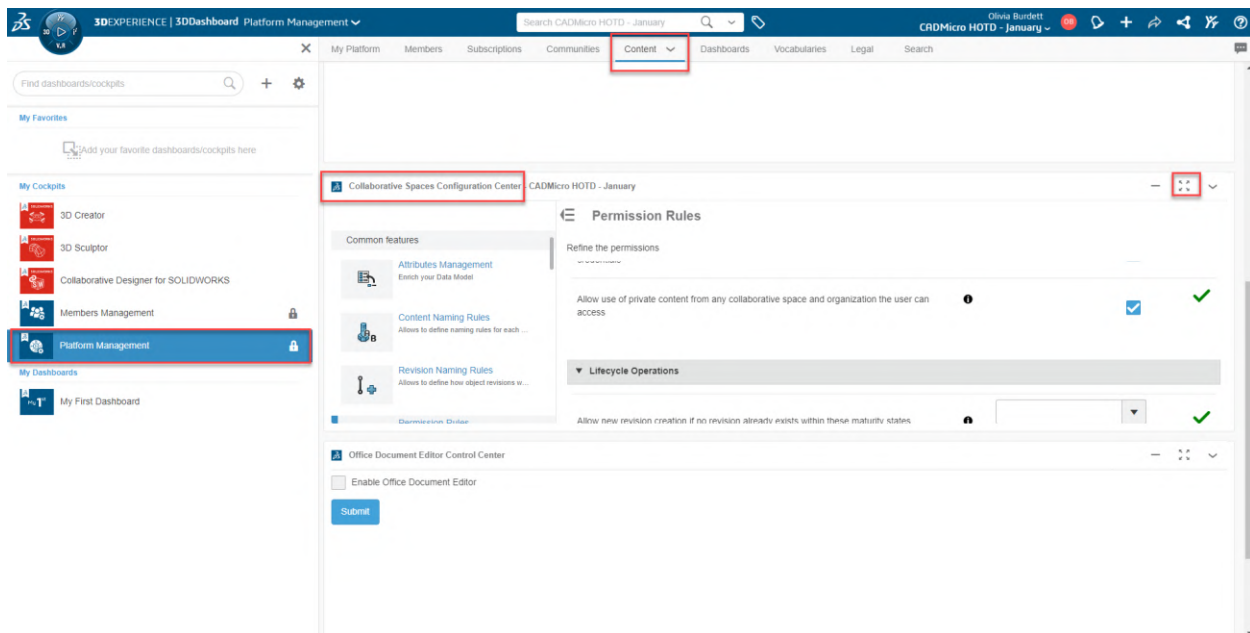 3DEXPERIENCE | 3DDashboard Platform Management
Search CADMicro HOTD - January
Olivia Burdett
CADMicro HOTD - January
OB
3D
V.R
My Platform
Members
Subscriptions
Communities
Content
Dashboards
Vocabularies
Legal
Search
Find dashboards/cockpits
My Favorites
Add your favorite dashboards/cockpits here
My Cockpits
3D Creator
3D Sculptor
Collaborative Designer for SOLIDWORKS
Members Management
Platform Management
My Dashboards
My First Dashboard
Collaborative Spaces Configuration Center - CADMicro HOTD - January
Common features
Attributes Management
Enrich your Data Model
Content Naming Rules
Allows to define naming rules for each ...
Revision Naming Rules
Allows to define how object revisions w...
Permission Rules
Permission Rules
Refine the permissions
Allow use of private content from any collaborative space and organization the user can
access
Lifecycle Operations
Allow new revision creation if no revision already exists within these maturity states
Office Document Editor Control Center
Enable Office Document Editor
Submit